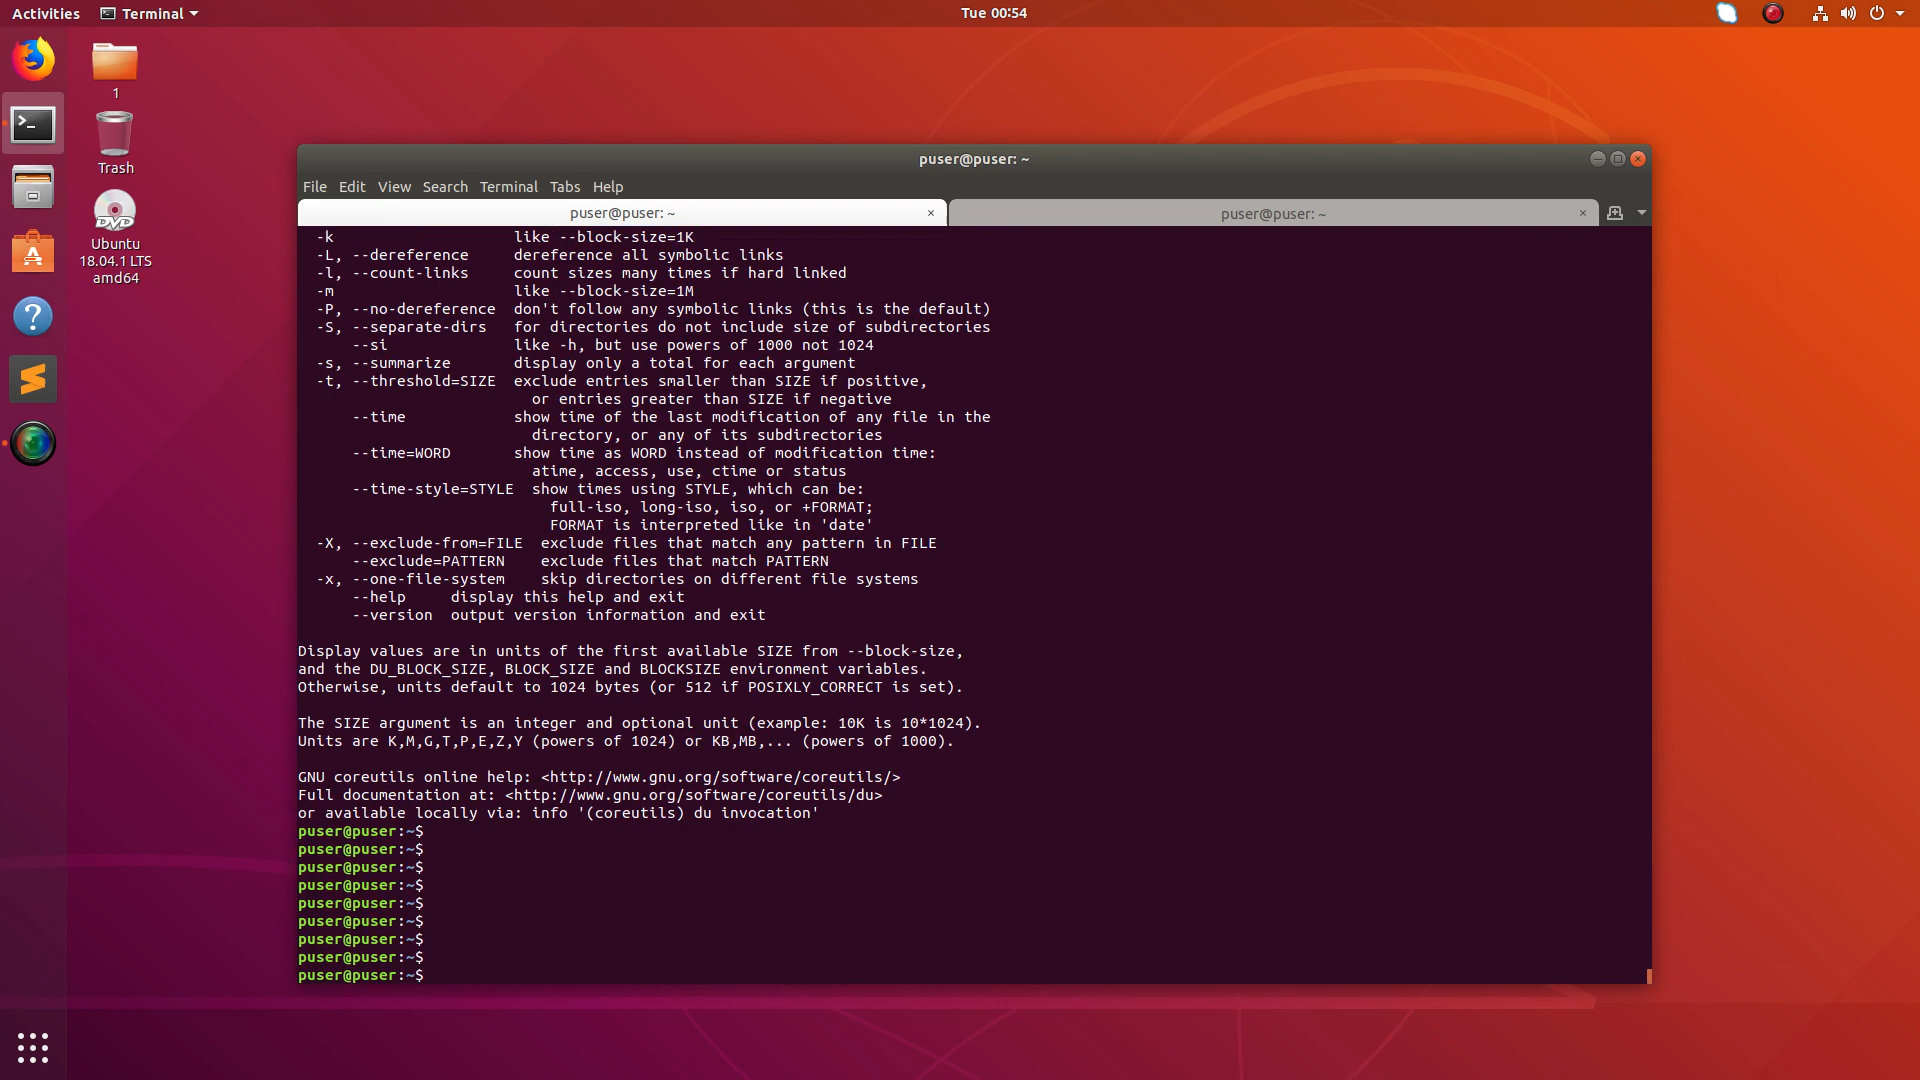 Activities
Terminal
Tue 00:54
1
Trash
DVD
Ubuntu
18.04.1 LTS
amd64
puser@puser: ~
File Edit View Search Terminal Tabs Help
puser@puser: ~
puser@puser: ~
  -k                    like --block-size=1K
  -L, --dereference     dereference all symbolic links
  -l, --count-links     count sizes many times if hard linked
  -m                    like --block-size=1M
  -P, --no-dereference  don't follow any symbolic links (this is the default)
  -S, --separate-dirs   for directories do not include size of subdirectories
      --si              like -h, but use powers of 1000 not 1024
  -s, --summarize       display only a total for each argument
  -t, --threshold=SIZE  exclude entries smaller than SIZE if positive,
                          or entries greater than SIZE if negative
      --time            show time of the last modification of any file in the
                          directory, or any of its subdirectories
      --time=WORD       show time as WORD instead of modification time:
                          atime, access, use, ctime or status
      --time-style=STYLE  show times using STYLE, which can be:
                            full-iso, long-iso, iso, or +FORMAT;
                            FORMAT is interpreted like in 'date'
  -X, --exclude-from=FILE  exclude files that match any pattern in FILE
      --exclude=PATTERN    exclude files that match PATTERN
  -x, --one-file-system    skip directories on different file systems
      --help     display this help and exit
      --version  output version information and exit
Display values are in units of the first available SIZE from --block-size,
and the DU_BLOCK_SIZE, BLOCK_SIZE and BLOCKSIZE environment variables.
Otherwise, units default to 1024 bytes (or 512 if POSIXLY_CORRECT is set).
The SIZE argument is an integer and optional unit (example: 10K is 10*1024).
Units are K,M,G,T,P,E,Z,Y (powers of 1024) or KB,MB,... (powers of 1000).
GNU coreutils online help: <http://www.gnu.org/software/coreutils/>
Full documentation at: <http://www.gnu.org/software/coreutils/du>
or available locally via: info '(coreutils) du invocation'
puser@puser:~$
puser@puser:~$
puser@puser:~$
puser@puser:~$
puser@puser:~$
puser@puser:~$
puser@puser:~$
puser@puser:~$
puser@puser:~$